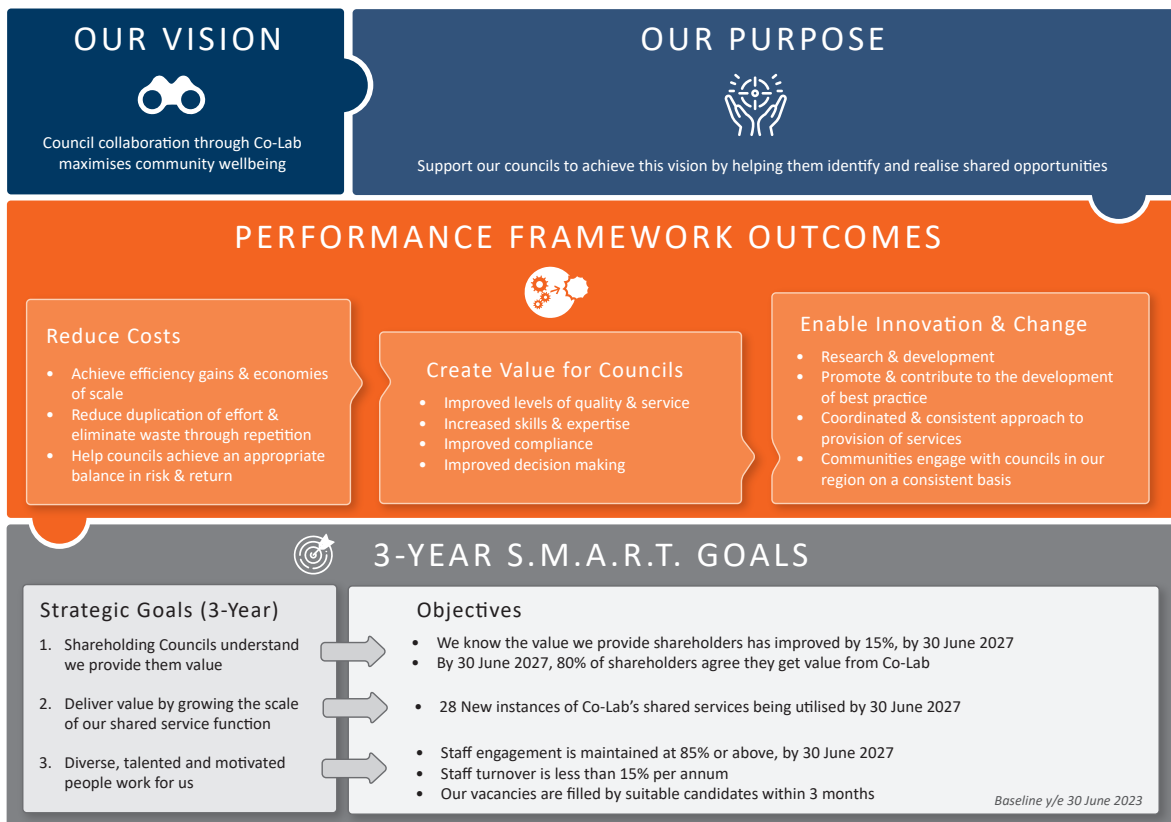 OUR VISION
Council collaboration through Co-Lab
maximises community wellbeing
OUR PURPOSE
Support our councils to achieve this vision by helping them identify and realise shared opportunities
PERFORMANCE FRAMEWORK OUTCOMES
Reduce Costs
• Achieve efficiency gains & economies
of scale
• Reduce duplication of effort &
eliminate waste through repetition
• Help councils achieve an appropriate
balance in risk & return
Create Value for Councils
• Improved levels of quality & service
• Increased skills & expertise
• Improved compliance
• Improved decision making
Enable Innovation & Change
• Research & development
• Promote & contribute to the development
of best practice
• Coordinated & consistent approach to
provision of services
• Communities engage with councils in our
region on a consistent basis
3-YEAR S.M.A.R.T. GOALS
Strategic Goals (3-Year)
1. Shareholding Councils understand
we provide them value
2. Deliver value by growing the scale
of our shared service function
3. Diverse, talented and motivated
people work for us
Objectives
• We know the value we provide shareholders has improved by 15%, by 30 June 2027
• By 30 June 2027, 80% of shareholders agree they get value from Co-Lab
• 28 New instances of Co-Lab's shared services being utilised by 30 June 2027
• Staff engagement is maintained at 85% or above, by 30 June 2027
• Staff turnover is less than 15% per annum
• Our vacancies are filled by suitable candidates within 3 months
Baseline y/e 30 June 2023